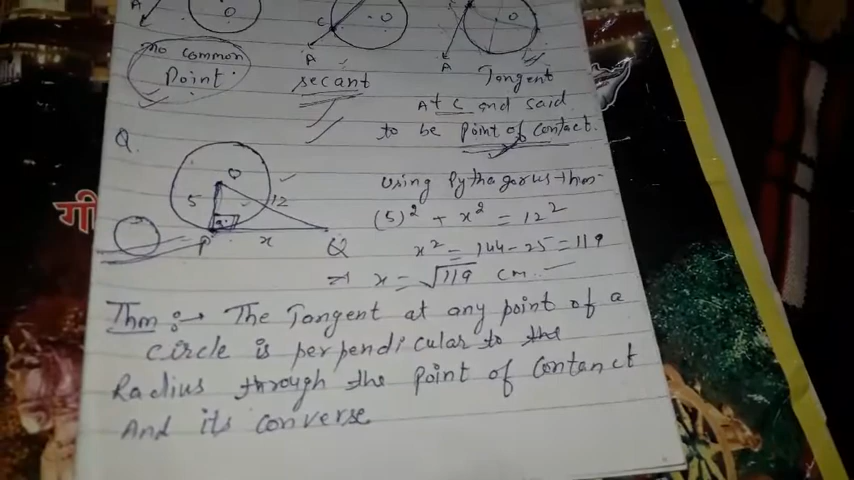 A
O
no common
Point.
C
O
A
secant
O
A
Tangent
At C and said
to be Point of contact.
Q.
O
5
12
90
P
x
Q
Using Pythagorus thm-
(5)² + x² = 12²
x² = 144-25 = 119
⇒ x = √119 cm.
Thm :→ The Tangent at any point of a
circle is perpendicular to the
Radius through the point of Contanct
And its converse
गी